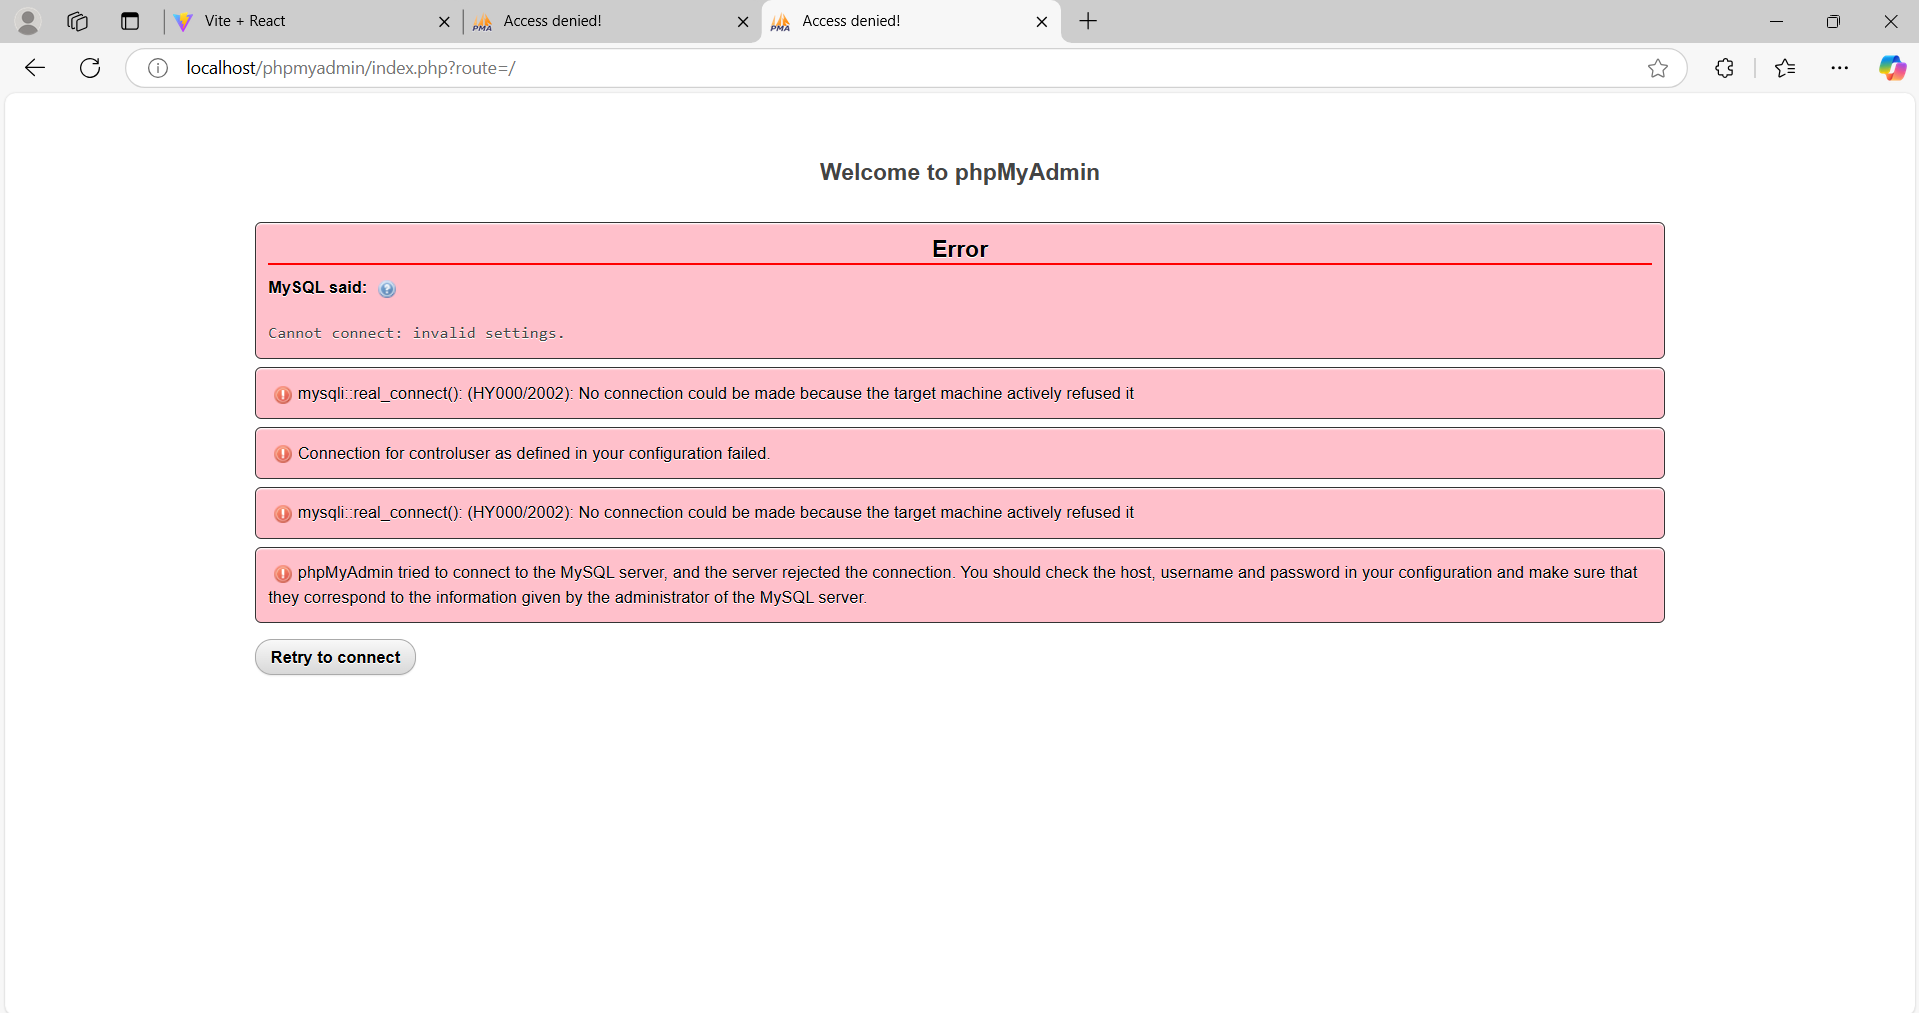 Vite + React
PMA
Access denied!
PMA
Access denied!
localhost/phpmyadmin/index.php?route=/
Welcome to phpMyAdmin
Error
MySQL said:
Cannot connect: invalid settings.
mysqli::real_connect(): (HY000/2002): No connection could be made because the target machine actively refused it
Connection for controluser as defined in your configuration failed.
mysqli::real_connect(): (HY000/2002): No connection could be made because the target machine actively refused it
phpMyAdmin tried to connect to the MySQL server, and the server rejected the connection. You should check the host, username and password in your configuration and make sure that
they correspond to the information given by the administrator of the MySQL server.
Retry to connect